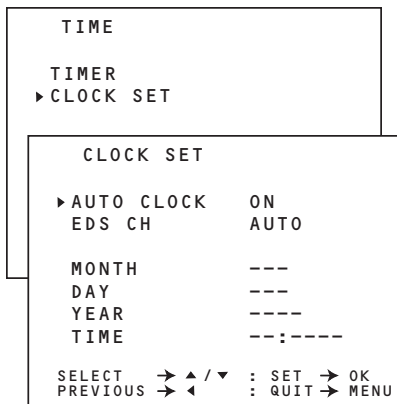 TIME
TIMER
▶CLOCK SET
CLOCK SET
▶AUTO CLOCK ON
EDS CH AUTO
MONTH ---
DAY ---
YEAR ----
TIME --:----
SELECT → ▲/▼ : SET → OK
PREVIOUS → ◀ : QUIT → MENU